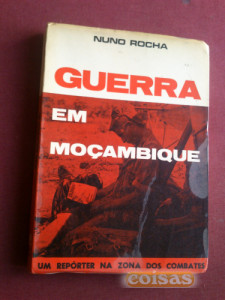 NUNO ROCHA
GUERRA
EM
MOÇAMBIQUE
UM REPÓRTER NA ZONA DOS COMBATES
coisas